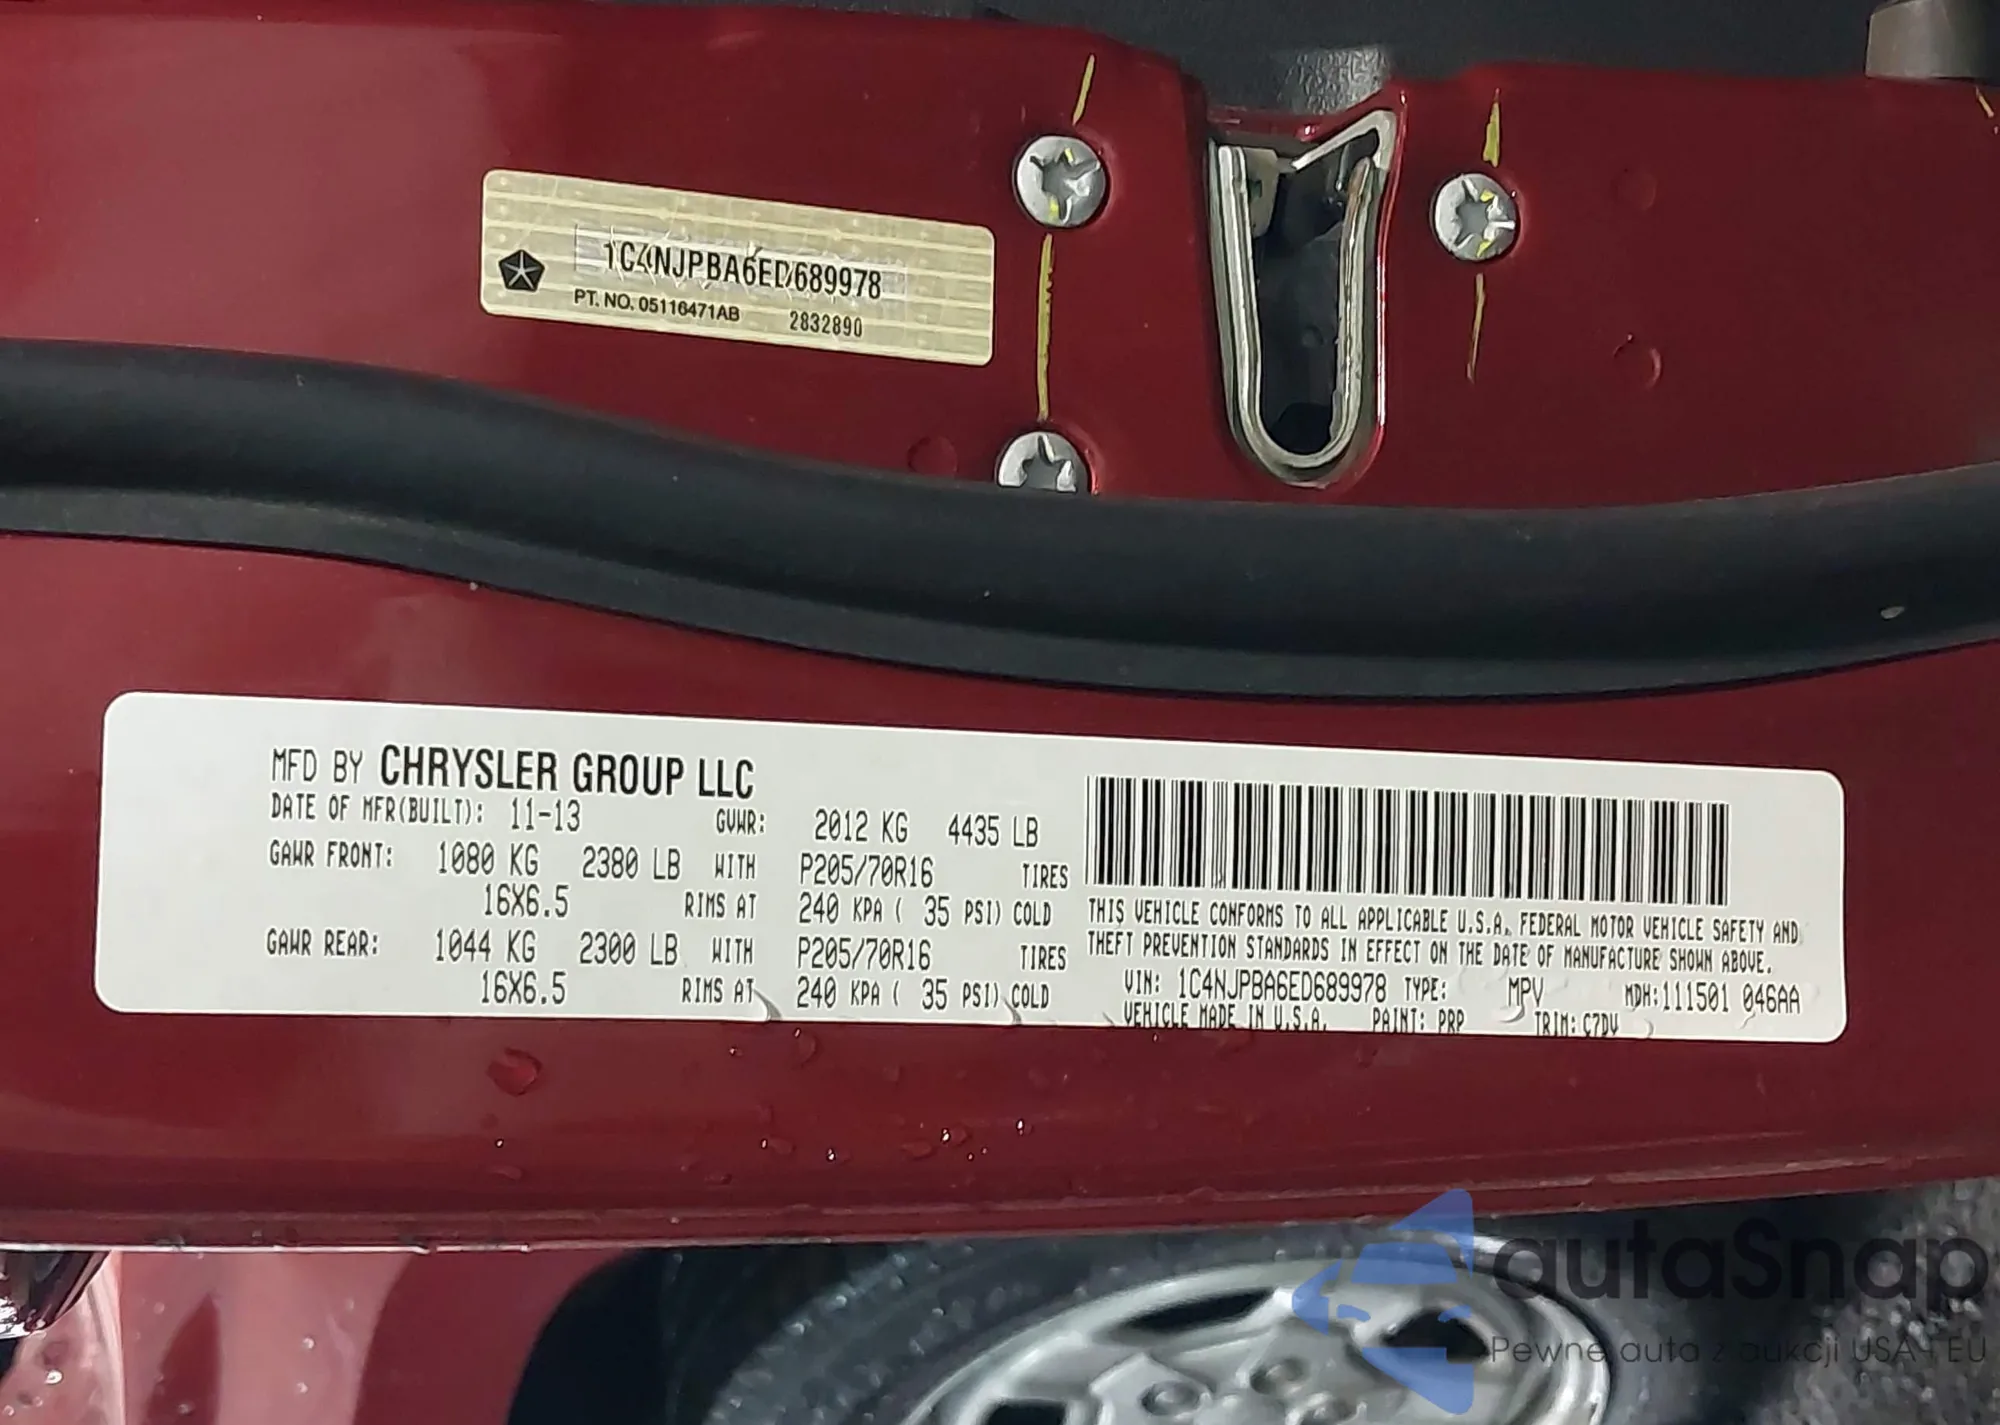 1C4NJPBA6ED689978
PT. NO. 05116471AB 2832890
MFD BY CHRYSLER GROUP LLC
DATE OF MFR(BUILT): 11-13 GVWR: 2012 KG 4435 LB
GAWR FRONT: 1080 KG 2380 LB WITH P205/70R16 TIRES
16X6.5 RIMS AT 240 KPA ( 35 PSI) COLD
GAWR REAR: 1044 KG 2300 LB WITH P205/70R16 TIRES
16X6.5 RIMS AT 240 KPA ( 35 PSI) COLD
THIS VEHICLE CONFORMS TO ALL APPLICABLE U.S.A. FEDERAL MOTOR VEHICLE SAFETY AND
THEFT PREVENTION STANDARDS IN EFFECT ON THE DATE OF MANUFACTURE SHOWN ABOVE.
VIN: 1C4NJPBA6ED689978 TYPE: MPV MDH:111501 046AA
VEHICLE MADE IN U.S.A. PAINT: PRP TRIM: C7DV
autaSnap
Pewne auta z aukcji USA i EU